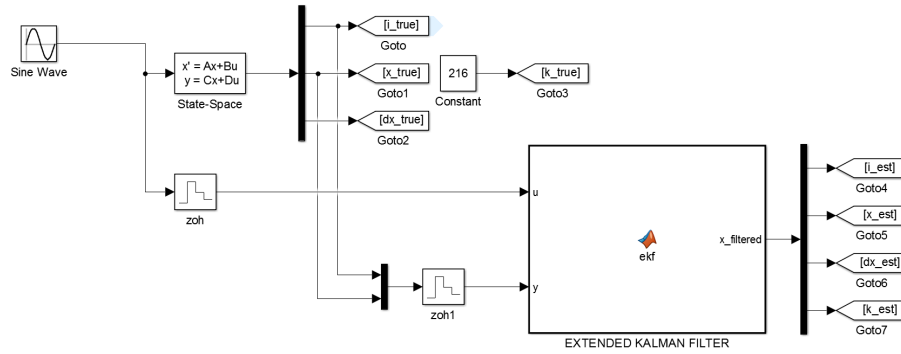 Sine Wave
x' = Ax+Bu
y = Cx+Du
State-Space
[i_true]
Goto
[x_true]
Goto1
[dx_true]
Goto2
216
Constant
[k_true]
Goto3
zoh
zoh1
u
y
ekf
x_filtered
EXTENDED KALMAN FILTER
[i_est]
Goto4
[x_est]
Goto5
[dx_est]
Goto6
[k_est]
Goto7